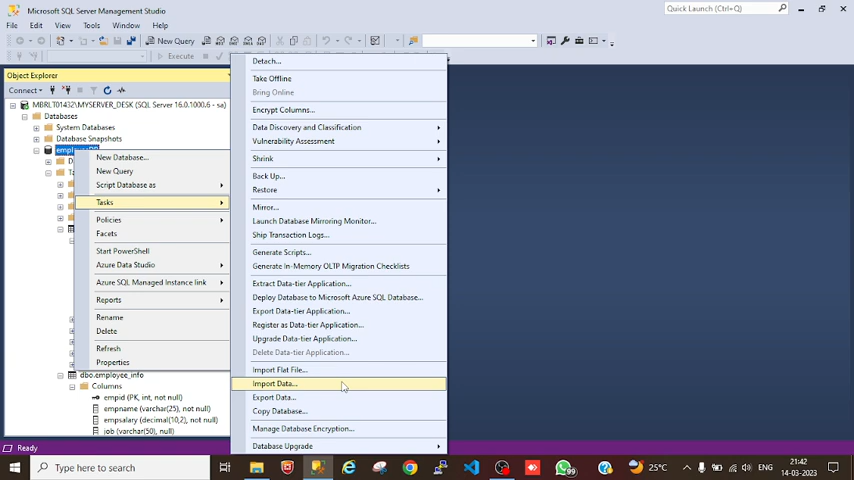 Microsoft SQL Server Management Studio
Quick Launch (Ctrl+Q)
File Edit View Tools Window Help
New Query
Execute
Object Explorer
Connect
MBRLT01432\MYSERVER_DESK (SQL Server 16.0.1000.6 - sa)
Databases
System Databases
Database Snapshots
New Database...
New Query
Script Database as
Tasks
Policies
Facets
Start PowerShell
Azure Data Studio
Azure SQL Managed Instance link
Reports
Rename
Delete
Refresh
Properties
Detach...
Take Offline
Bring Online
Encrypt Columns...
Data Discovery and Classification
Vulnerability Assessment
Shrink
Back Up...
Restore
Mirror...
Launch Database Mirroring Monitor...
Ship Transaction Logs...
Generate Scripts...
Generate In-Memory OLTP Migration Checklists
Extract Data-tier Application...
Deploy Database to Microsoft Azure SQL Database...
Export Data-tier Application...
Register as Data-tier Application...
Upgrade Data-tier Application...
Delete Data-tier Application...
Import Flat File...
Import Data...
Export Data...
Copy Database...
Manage Database Encryption...
Database Upgrade
dbo.employee_info
Columns
empid (PK, int, not null)
empname (varchar(25), not null)
empsalary (decimal(10,2), not null)
job (varchar(50), null)
Ready
Type here to search
99
25°C
ENG
21:42
14-03-2023